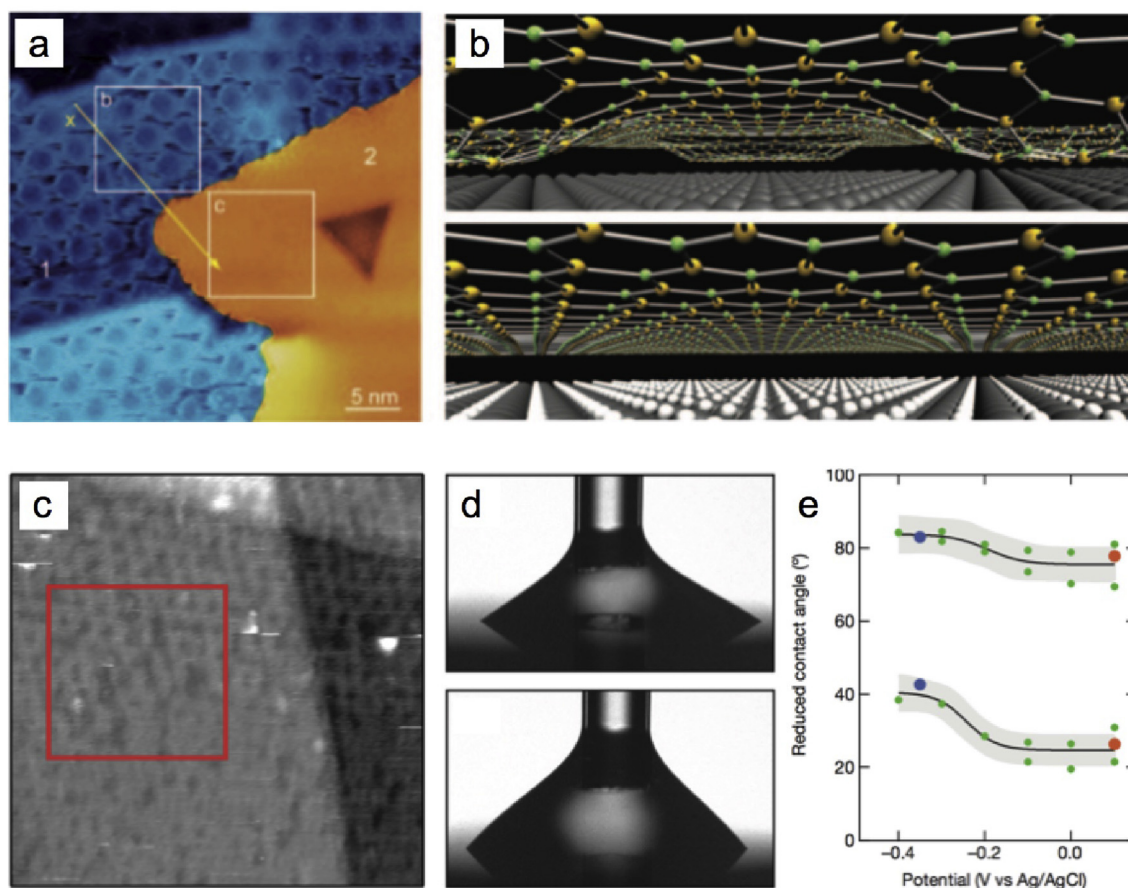 a
b
x
2
c
1
5 nm
b
c
d
e
100
80
60
40
20
0
Reduced contact angle (°)
−0.4
−0.2
0.0
Potential (V vs Ag/AgCl)